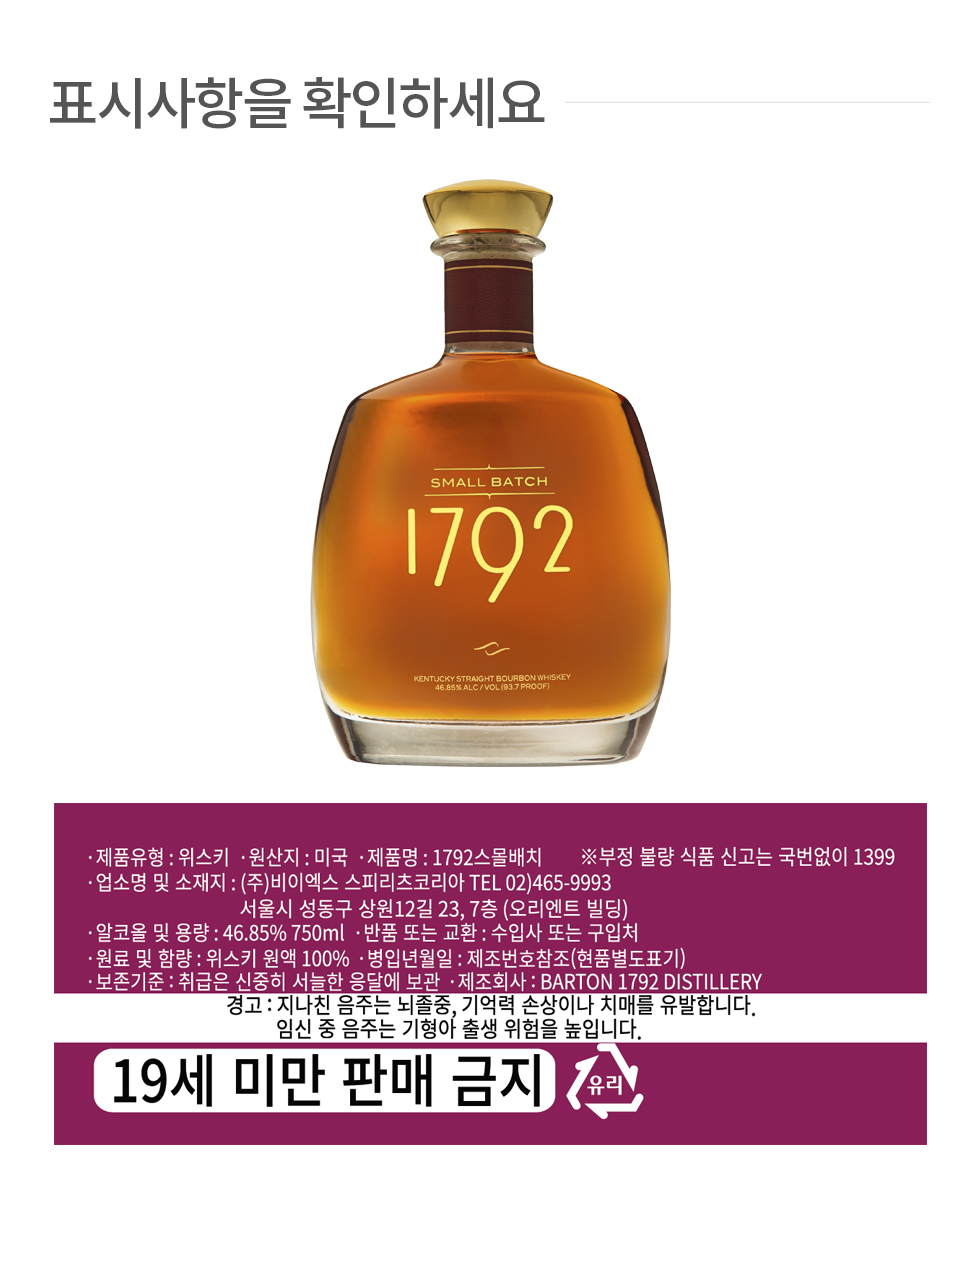 표시사항을 확인하세요
SMALL BATCH
1792
KENTUCKY STRAIGHT BOURBON WHISKEY
46.85% ALC / VOL (93.7 PROOF)
·제품유형 : 위스키 ·원산지 : 미국 ·제품명 : 1792스몰배치 ※부정 불량 식품 신고는 국번없이 1399
·업소명 및 소재지 : (주)비이엑스 스피리츠코리아 TEL 02)465-9993
서울시 성동구 상원12길 23, 7층 (오리엔트 빌딩)
·알코올 및 용량 : 46.85% 750ml ·반품 또는 교환 : 수입사 또는 구입처
·원료 및 함량 : 위스키 원액 100% ·병입년월일 : 제조번호참조(현품별도표기)
·보존기준 : 취급은 신중히 서늘한 응달에 보관 ·제조회사 : BARTON 1792 DISTILLERY
경고 : 지나친 음주는 뇌졸중, 기억력 손상이나 치매를 유발합니다.
임신 중 음주는 기형아 출생 위험을 높입니다.
19세 미만 판매 금지
유리